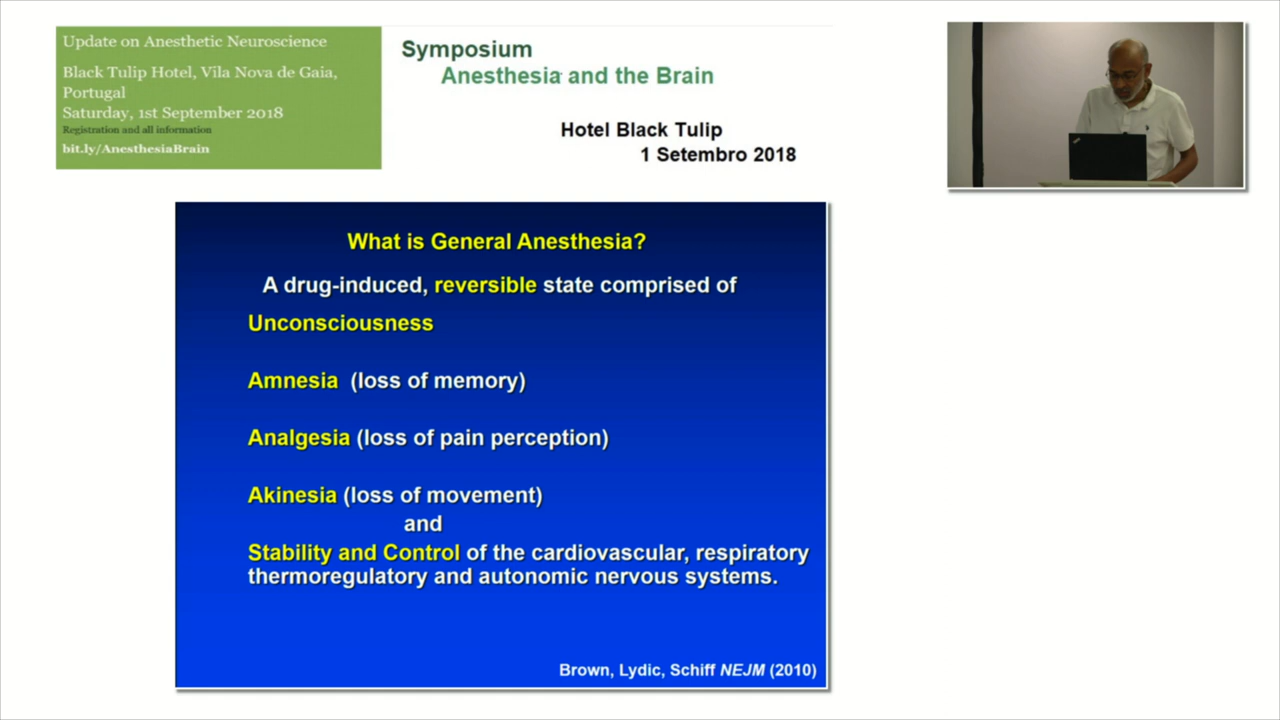 Update on Anesthetic Neuroscience
Black Tulip Hotel, Vila Nova de Gaia,
Portugal
Saturday, 1st September 2018
Registration and all information
bit.ly/AnesthesiaBrain
Symposium
Anesthesia and the Brain
Hotel Black Tulip
1 Setembro 2018
What is General Anesthesia?
A drug-induced, reversible state comprised of
Unconsciousness
Amnesia (loss of memory)
Analgesia (loss of pain perception)
Akinesia (loss of movement)
and
Stability and Control of the cardiovascular, respiratory
thermoregulatory and autonomic nervous systems.
Brown, Lydic, Schiff NEJM (2010)